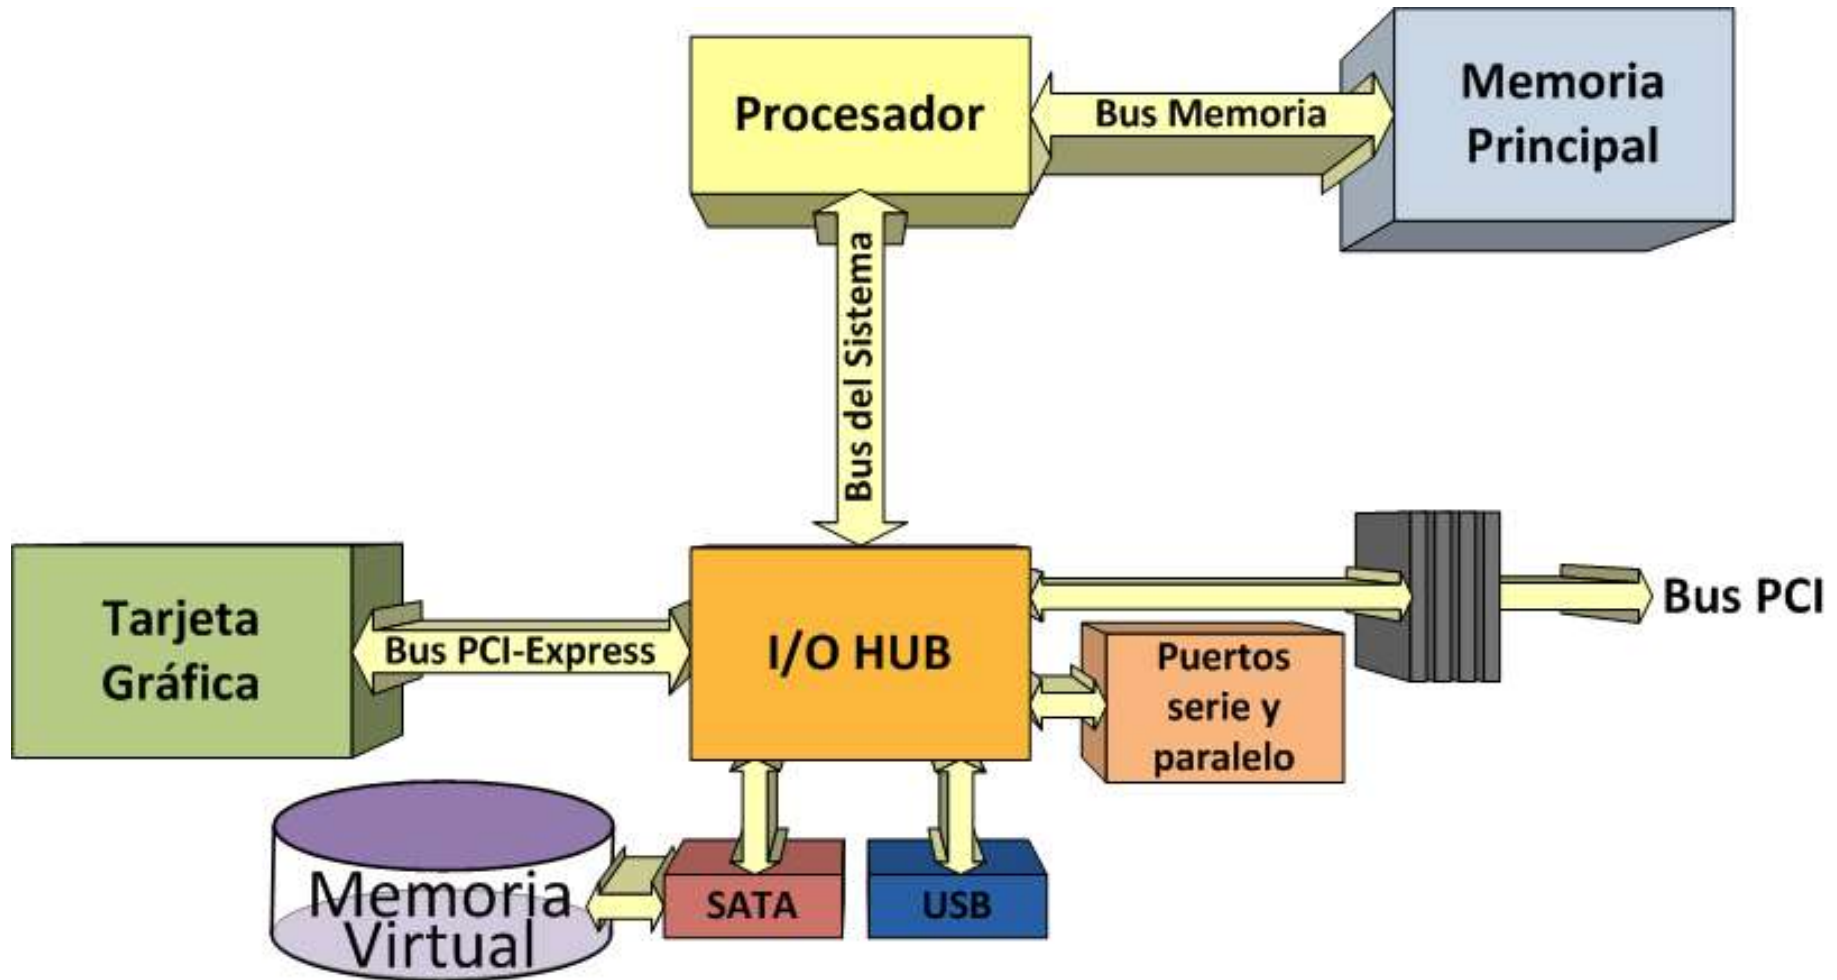 Procesador
Bus Memoria
Memoria
Principal
Bus del Sistema
Tarjeta
Gráfica
Bus PCI-Express
I/O HUB
Bus PCI
Puertos
serie y
paralelo
Memoria
Virtual
SATA
USB